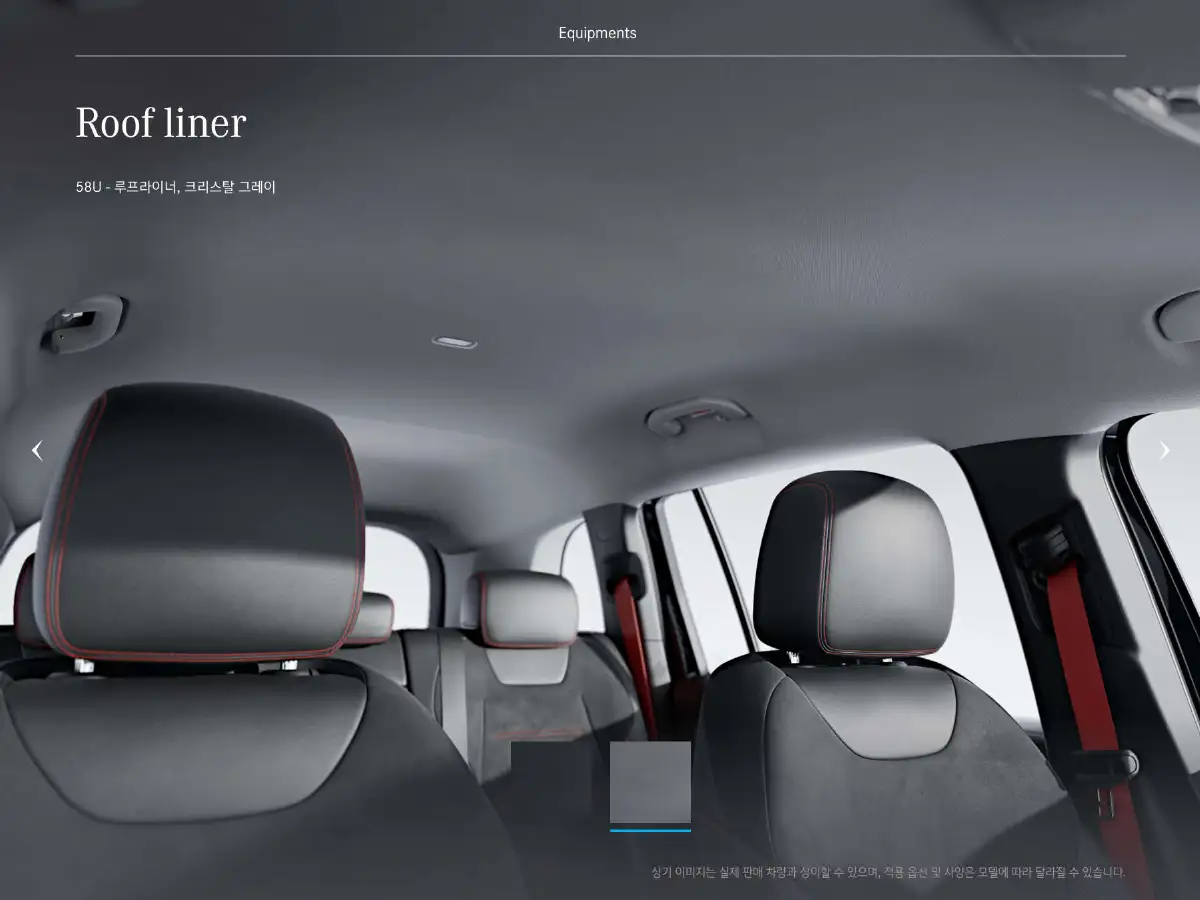 Equipments
Roof liner
58U - 루프라이너, 크리스탈 그레이
상기 이미지는 실제 판매 차량과 상이할 수 있으며, 적용 옵션 및 사양은 모델에 따라 달라질 수 있습니다.